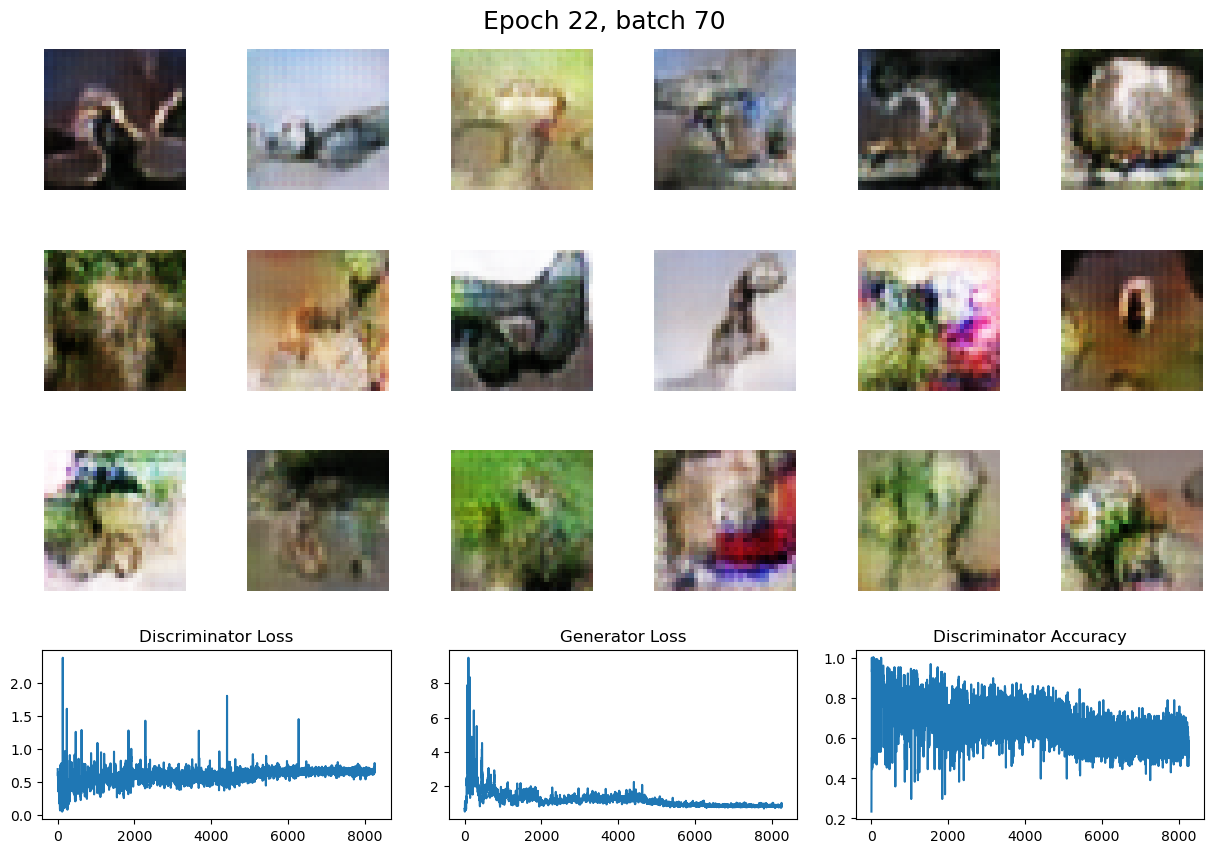 Epoch 22, batch 70
Discriminator Loss
Generator Loss
Discriminator Accuracy
2.0
1.5
1.0
0.5
0.0
0 2000 4000 6000 8000
8
6
4
2
0 2000 4000 6000 8000
1.0
0.8
0.6
0.4
0.2
0 2000 4000 6000 8000